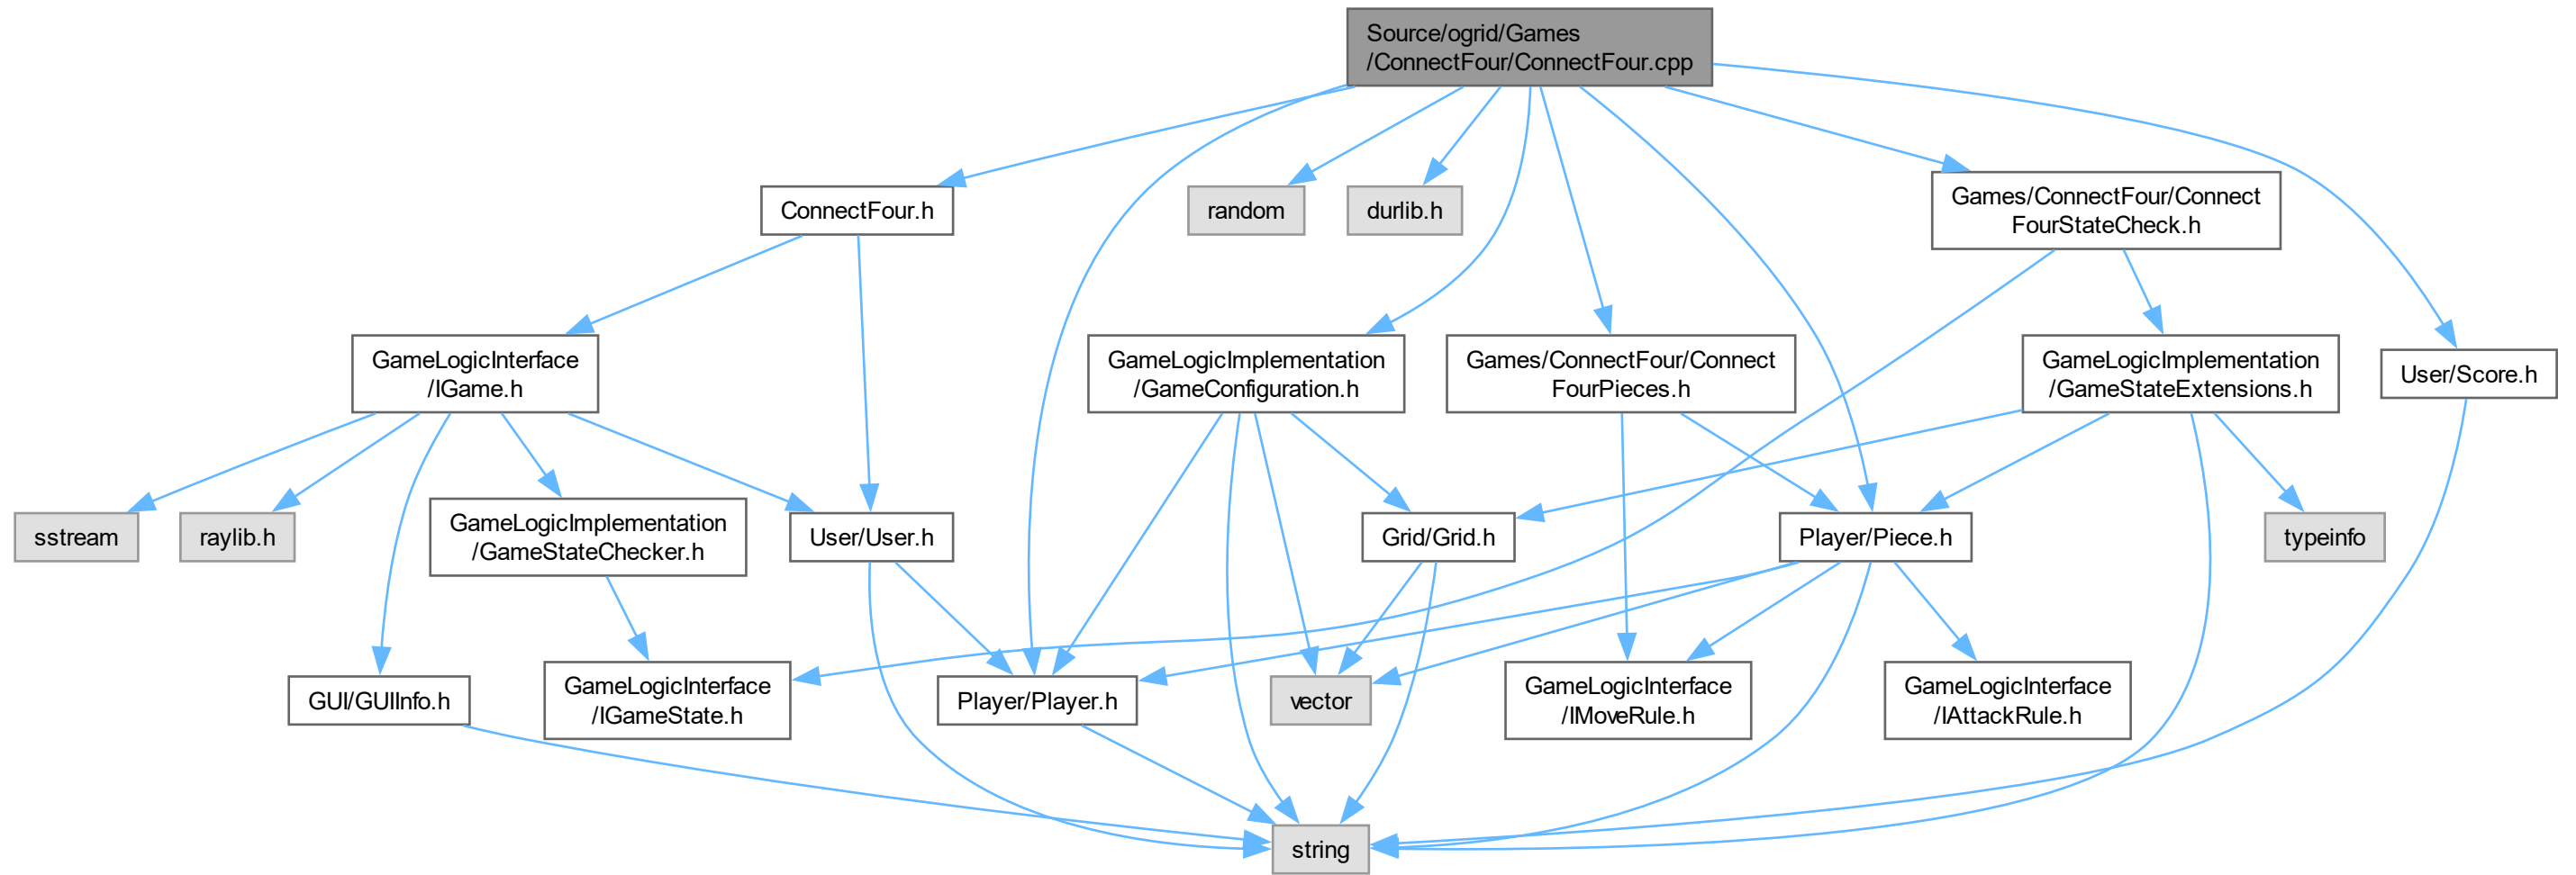 Source/ogrid/Games
/ConnectFour/ConnectFour.cpp
ConnectFour.h
random
durlib.h
Games/ConnectFour/Connect
FourStateCheck.h
GameLogicInterface
/IGame.h
GameLogicImplementation
/GameConfiguration.h
Games/ConnectFour/Connect
FourPieces.h
GameLogicImplementation
/GameStateExtensions.h
User/Score.h
sstream
raylib.h
GameLogicImplementation
/GameStateChecker.h
User/User.h
Grid/Grid.h
Player/Piece.h
typeinfo
GUI/GUIInfo.h
GameLogicInterface
/IGameState.h
Player/Player.h
vector
GameLogicInterface
/IMoveRule.h
GameLogicInterface
/IAttackRule.h
string